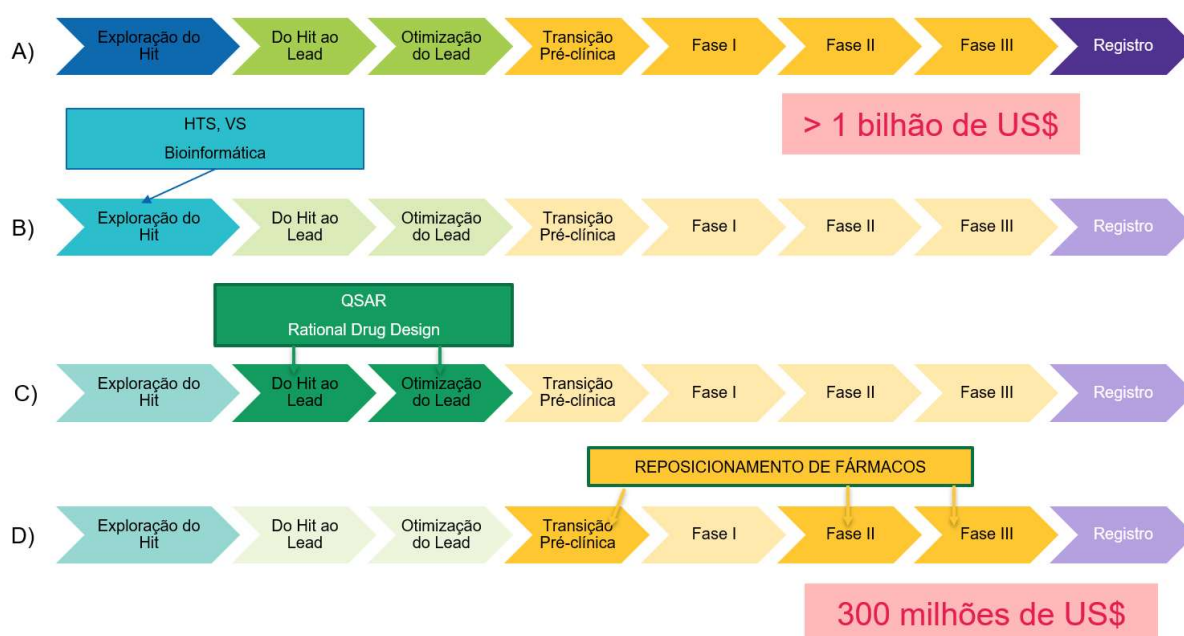 A)
Exploração do
Hit
Do Hit ao
Lead
Otimização
do Lead
Transição
Pré-clínica
Fase I
Fase II
Fase III
Registro
> 1 bilhão de US$
HTS, VS
Bioinformática
B)
Exploração do
Hit
Do Hit ao
Lead
Otimização
do Lead
Transição
Pré-clínica
Fase I
Fase II
Fase III
Registro
QSAR
Rational Drug Design
C)
Exploração do
Hit
Do Hit ao
Lead
Otimização
do Lead
Transição
Pré-clínica
Fase I
Fase II
Fase III
Registro
REPOSICIONAMENTO DE FÁRMACOS
D)
Exploração do
Hit
Do Hit ao
Lead
Otimização
do Lead
Transição
Pré-clínica
Fase I
Fase II
Fase III
Registro
300 milhões de US$